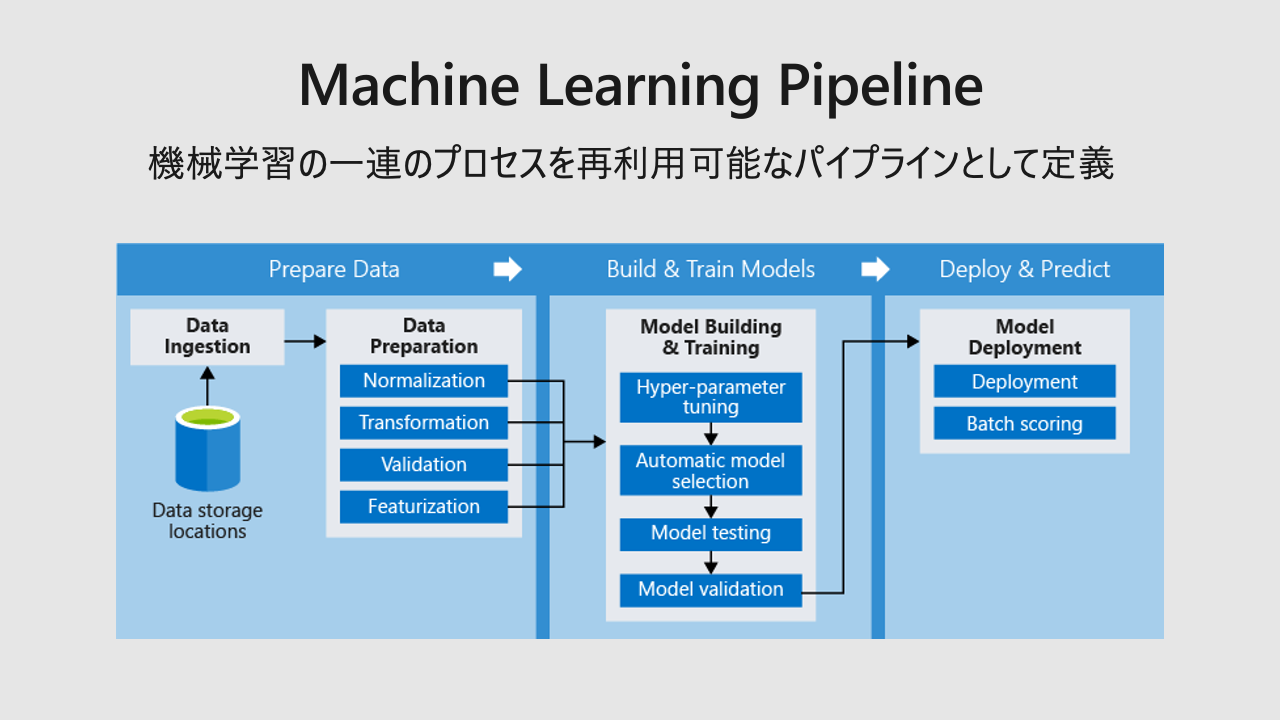 Machine Learning Pipeline
機械学習の一連のプロセスを再利用可能なパイプラインとして定義
Prepare Data
Build & Train Models
Deploy & Predict
Data
Ingestion
Data storage
locations
Data
Preparation
Normalization
Transformation
Validation
Featurization
Model Building
& Training
Hyper-parameter
tuning
Automatic model
selection
Model testing
Model validation
Model
Deployment
Deployment
Batch scoring